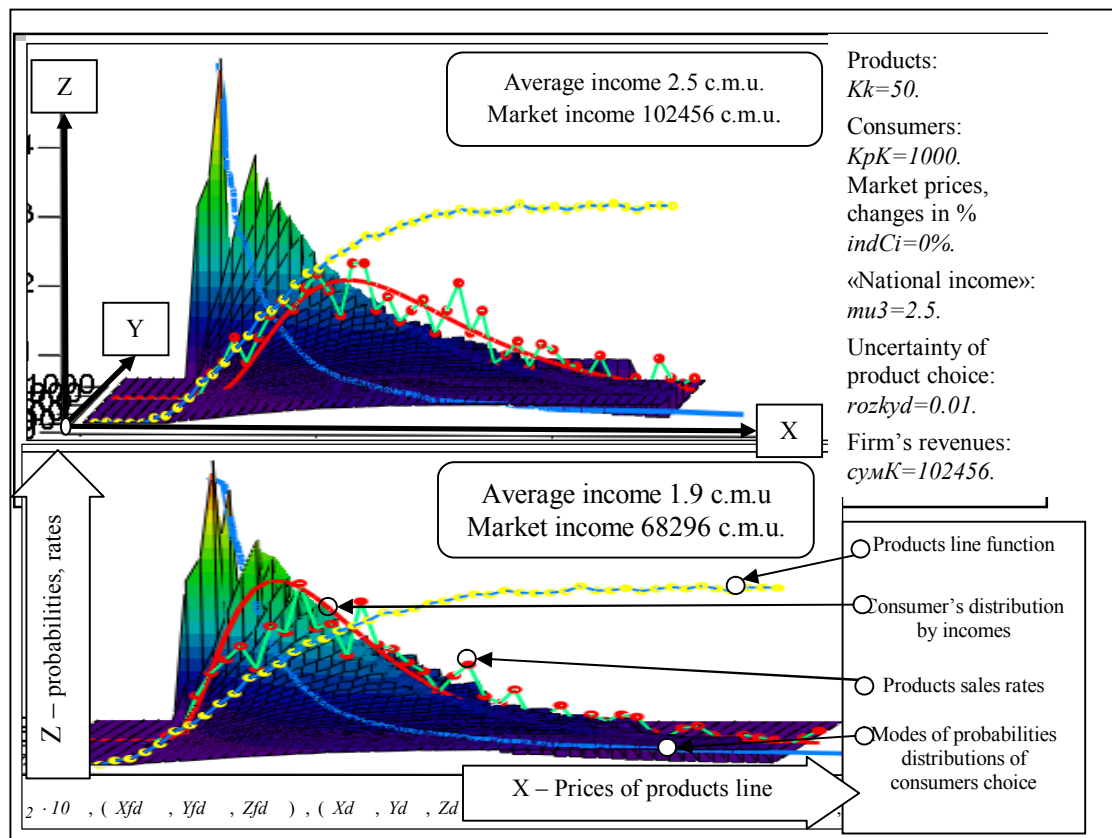 Z
Average income 2.5 c.m.u.
Market income 102456 c.m.u.
Y
1000
X
Products:
Kk=50.
Consumers:
KpK=1000.
Market prices,
changes in %
indCi=0%.
«National income»:
mu3=2.5.
Uncertainty of
product choice:
rozkyd=0.01.
Firm's revenues:
сумК=102456.
Z – probabilities, rates
Average income 1.9 c.m.u
Market income 68296 c.m.u.
Products line function
Consumer's distribution
by incomes
Products sales rates
Modes of probabilities
distributions of
consumers choice
X – Prices of products line
2 · 10 , ( Xfd , Yfd , Zfd ) , ( Xd , Yd , Zd